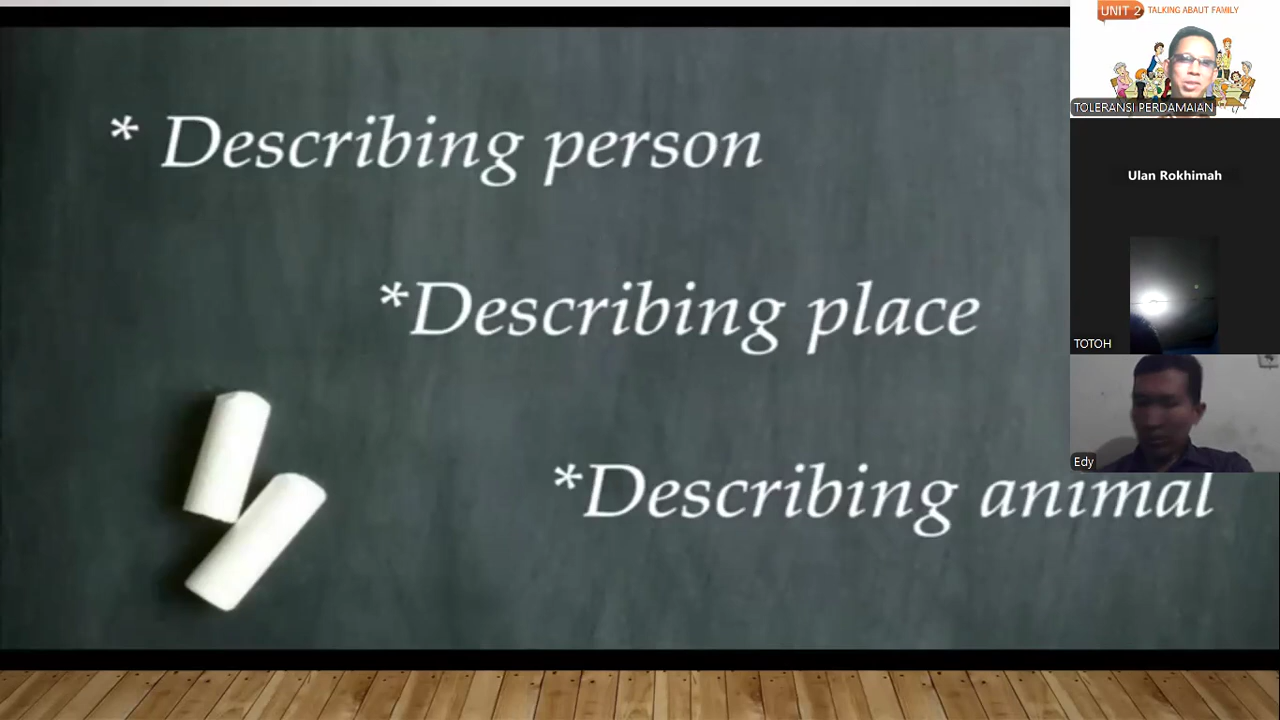 * Describing person
*Describing place
*Describing animal
UNIT 2 TALKING ABAUT FAMILY
TOLERANSI PERDAMAIAN
Ulan Rokhimah
TOTOH
Edy